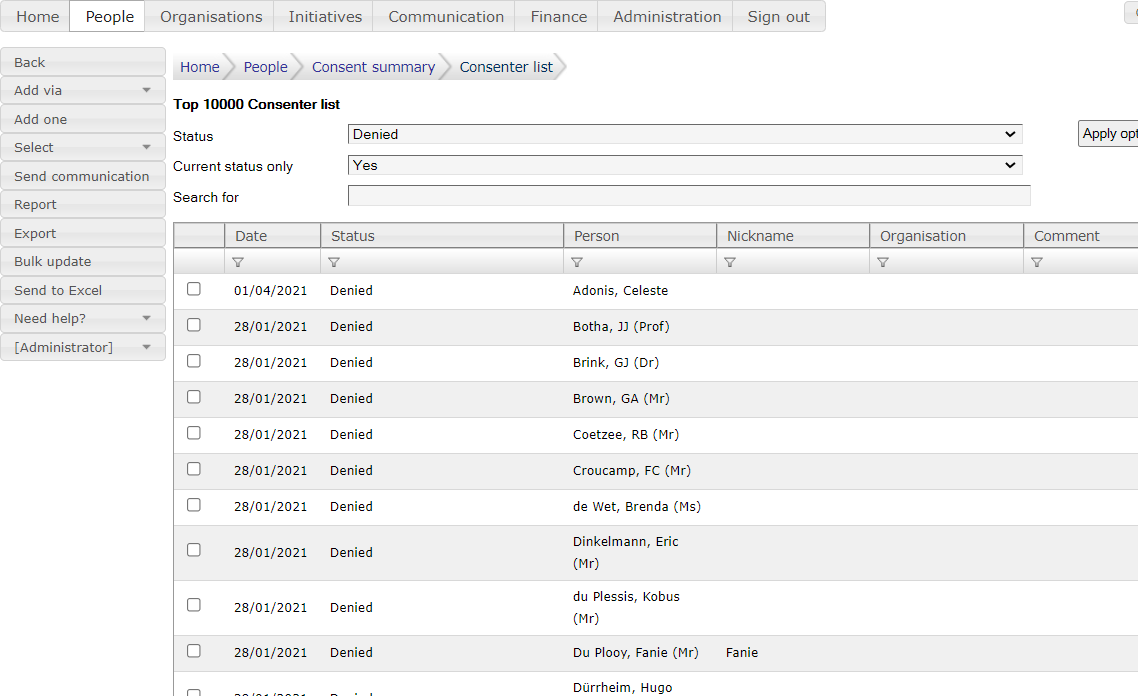 Home People Organisations Initiatives Communication Finance Administration Sign out
Back
Add via
Add one
Select
Send communication
Report
Export
Bulk update
Send to Excel
Need help?
[Administrator]
Home People Consent summary Consenter list
Top 10000 Consenter list
Status Denied
Apply opt
Current status only Yes
Search for
Date Status Person Nickname Organisation Comment
01/04/2021 Denied Adonis, Celeste
28/01/2021 Denied Botha, JJ (Prof)
28/01/2021 Denied Brink, GJ (Dr)
28/01/2021 Denied Brown, GA (Mr)
28/01/2021 Denied Coetzee, RB (Mr)
28/01/2021 Denied Croucamp, FC (Mr)
28/01/2021 Denied de Wet, Brenda (Ms)
28/01/2021 Denied Dinkelmann, Eric
(Mr)
28/01/2021 Denied du Plessis, Kobus
(Mr)
28/01/2021 Denied Du Plooy, Fanie (Mr) Fanie
Dürrheim, Hugo